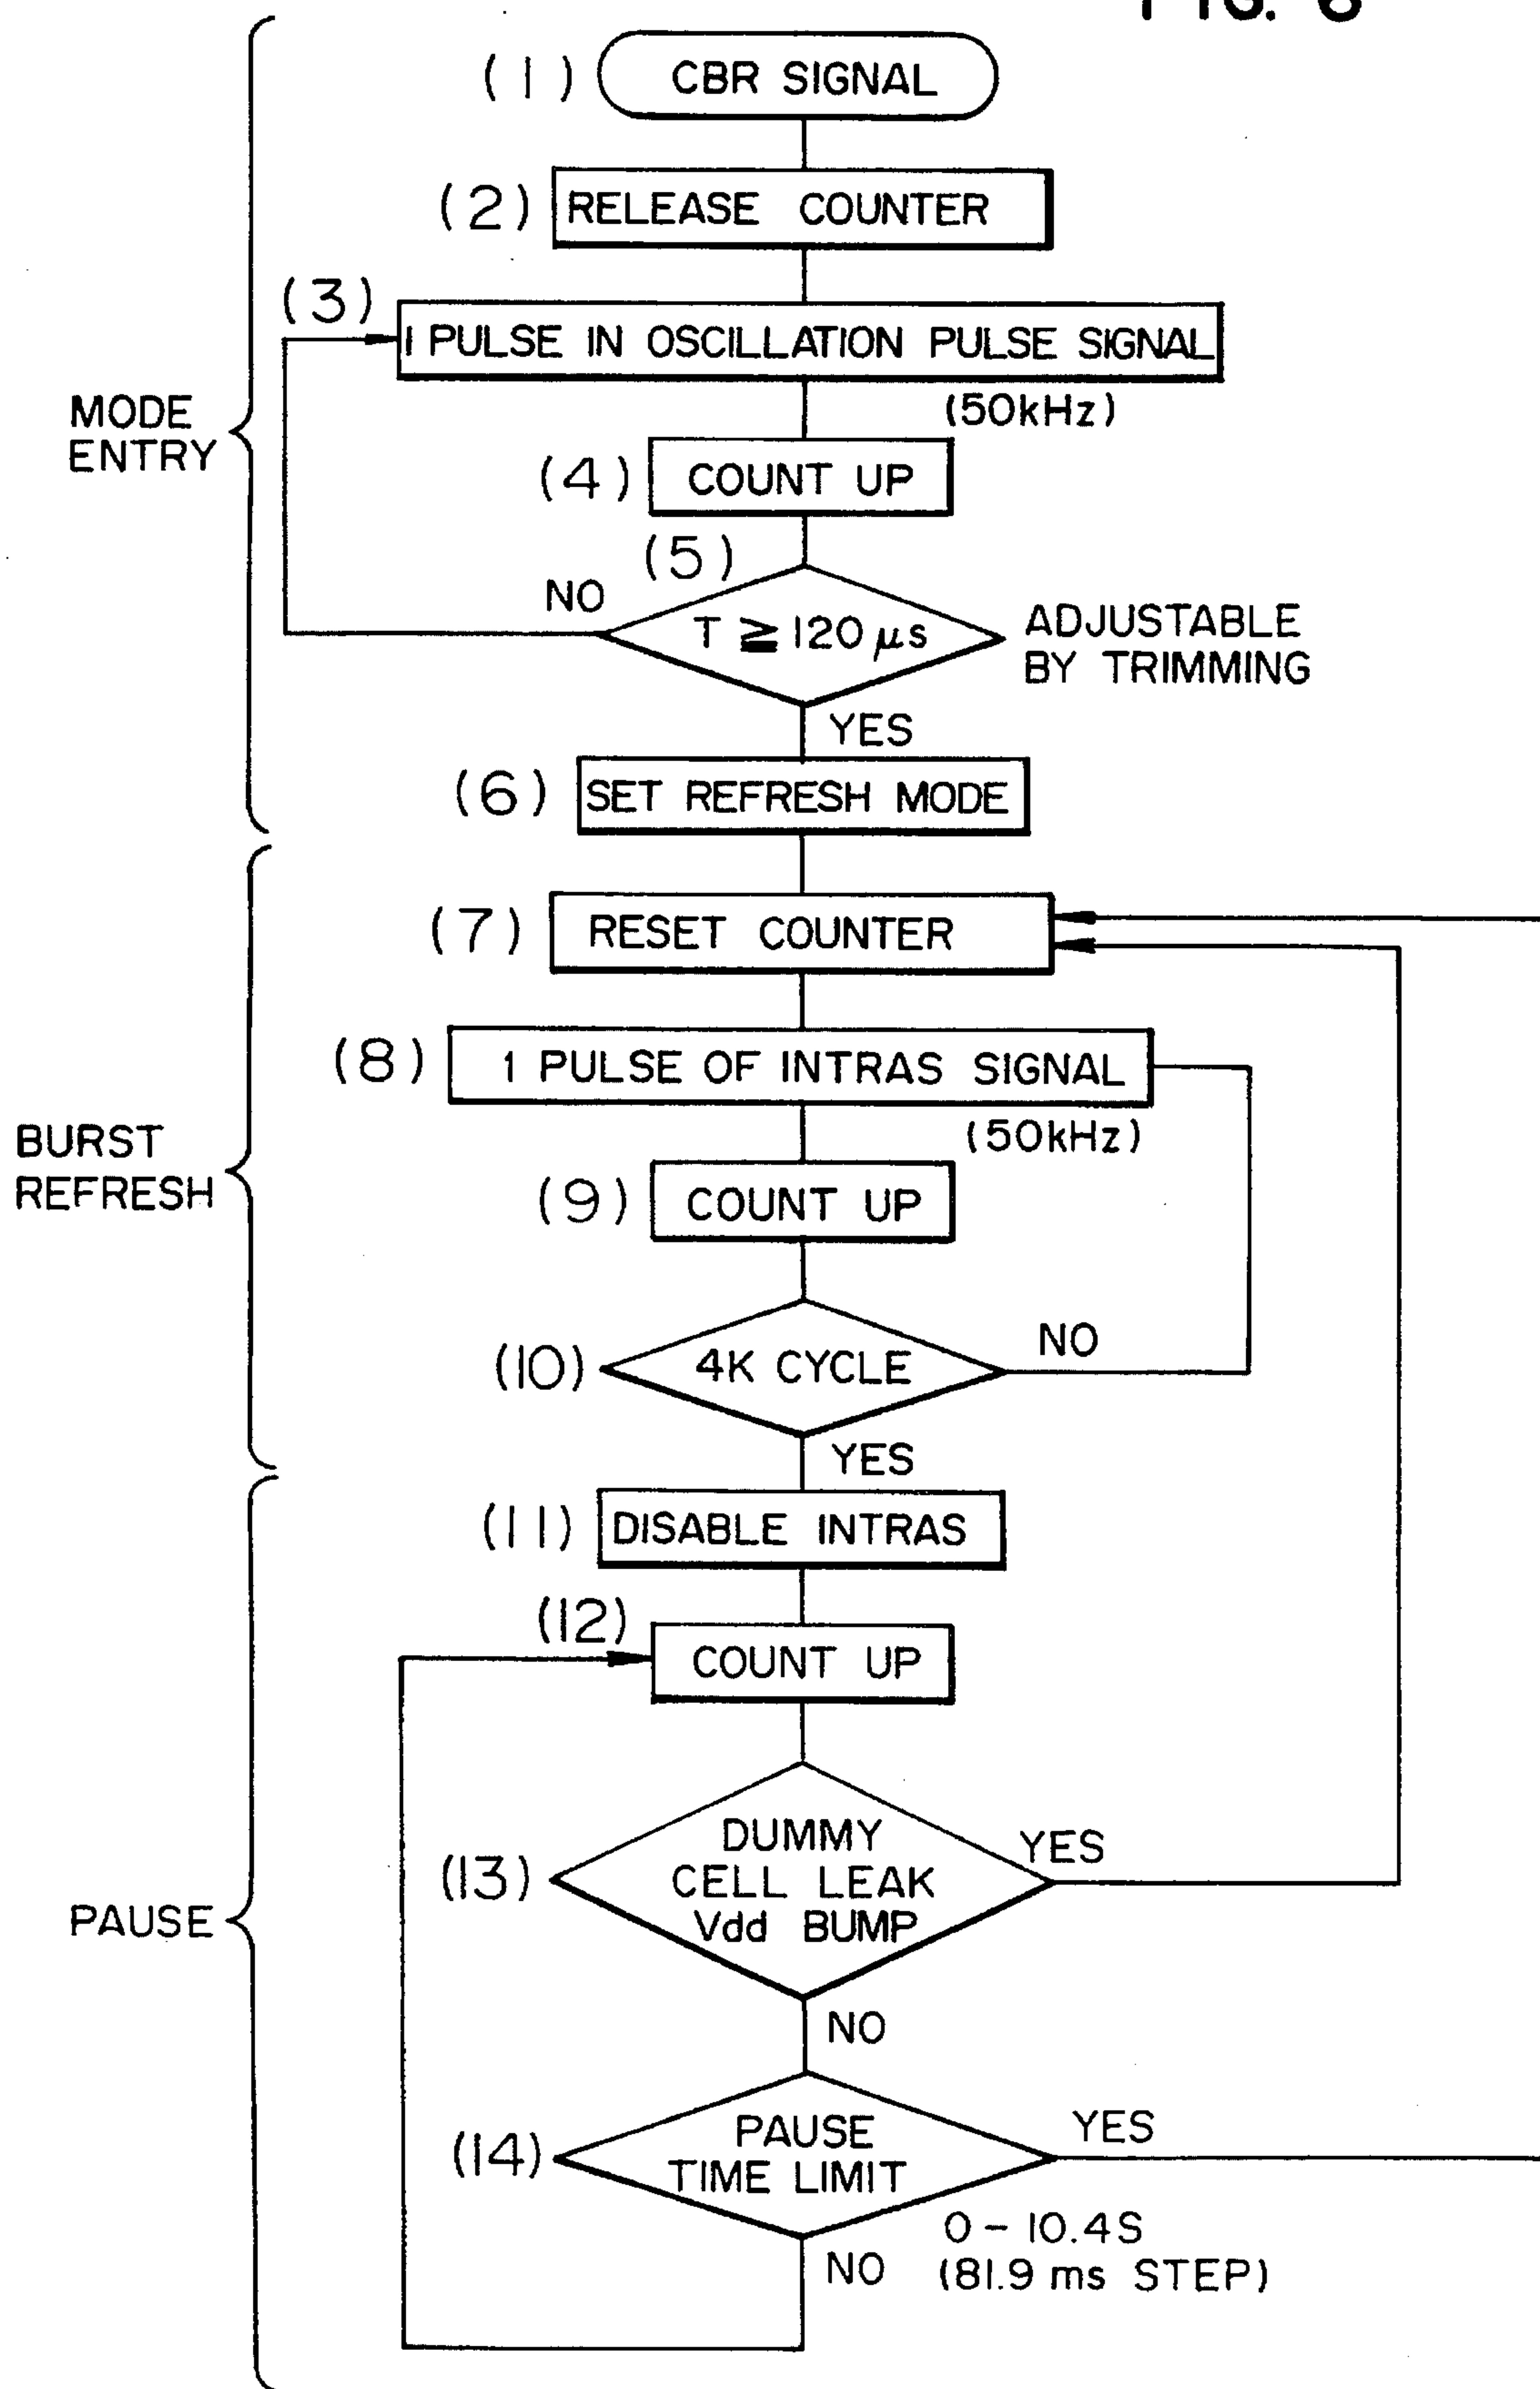 FIG. 6
(1) CBR SIGNAL
(2) RELEASE COUNTER
(3)
1 PULSE IN OSCILLATION PULSE SIGNAL
(50kHz)
MODE
ENTRY
(4) COUNT UP
(5)
NO
T ≧ 120 μs
ADJUSTABLE
BY TRIMMING
YES
(6) SET REFRESH MODE
(7) RESET COUNTER
(8) 1 PULSE OF INTRAS SIGNAL
(50kHz)
BURST
REFRESH
(9) COUNT UP
(10) 4K CYCLE
NO
YES
(11) DISABLE INTRAS
(12)
COUNT UP
(13)
DUMMY
CELL LEAK
Vdd BUMP
YES
PAUSE
NO
(14)
PAUSE
TIME LIMIT
YES
0 - 10.4S
(81.9 ms STEP)
NO